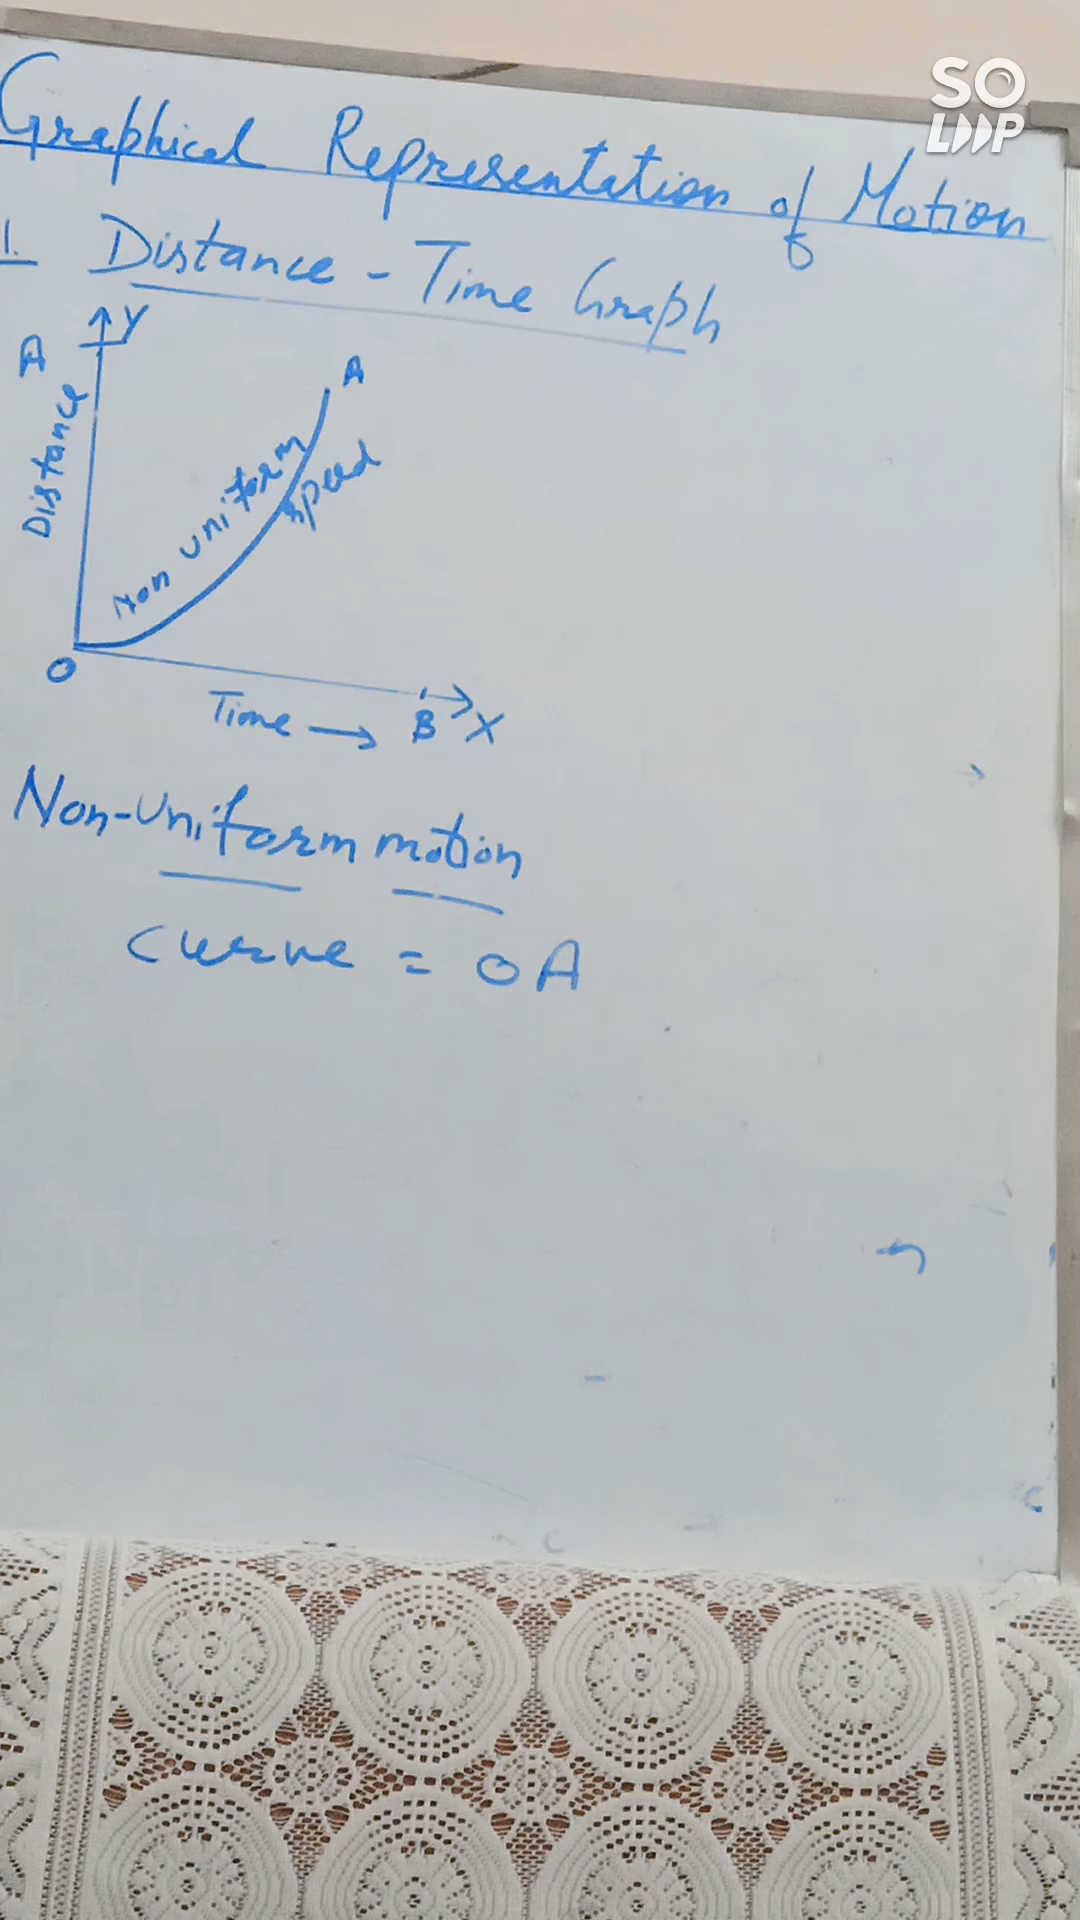 SO
LOOP
Graphical Representation of Motion
1. Distance - Time Graph
Y
A
Distance
Non uniform
speed
O
Time → B X
Non-Uniform motion
curve = OA